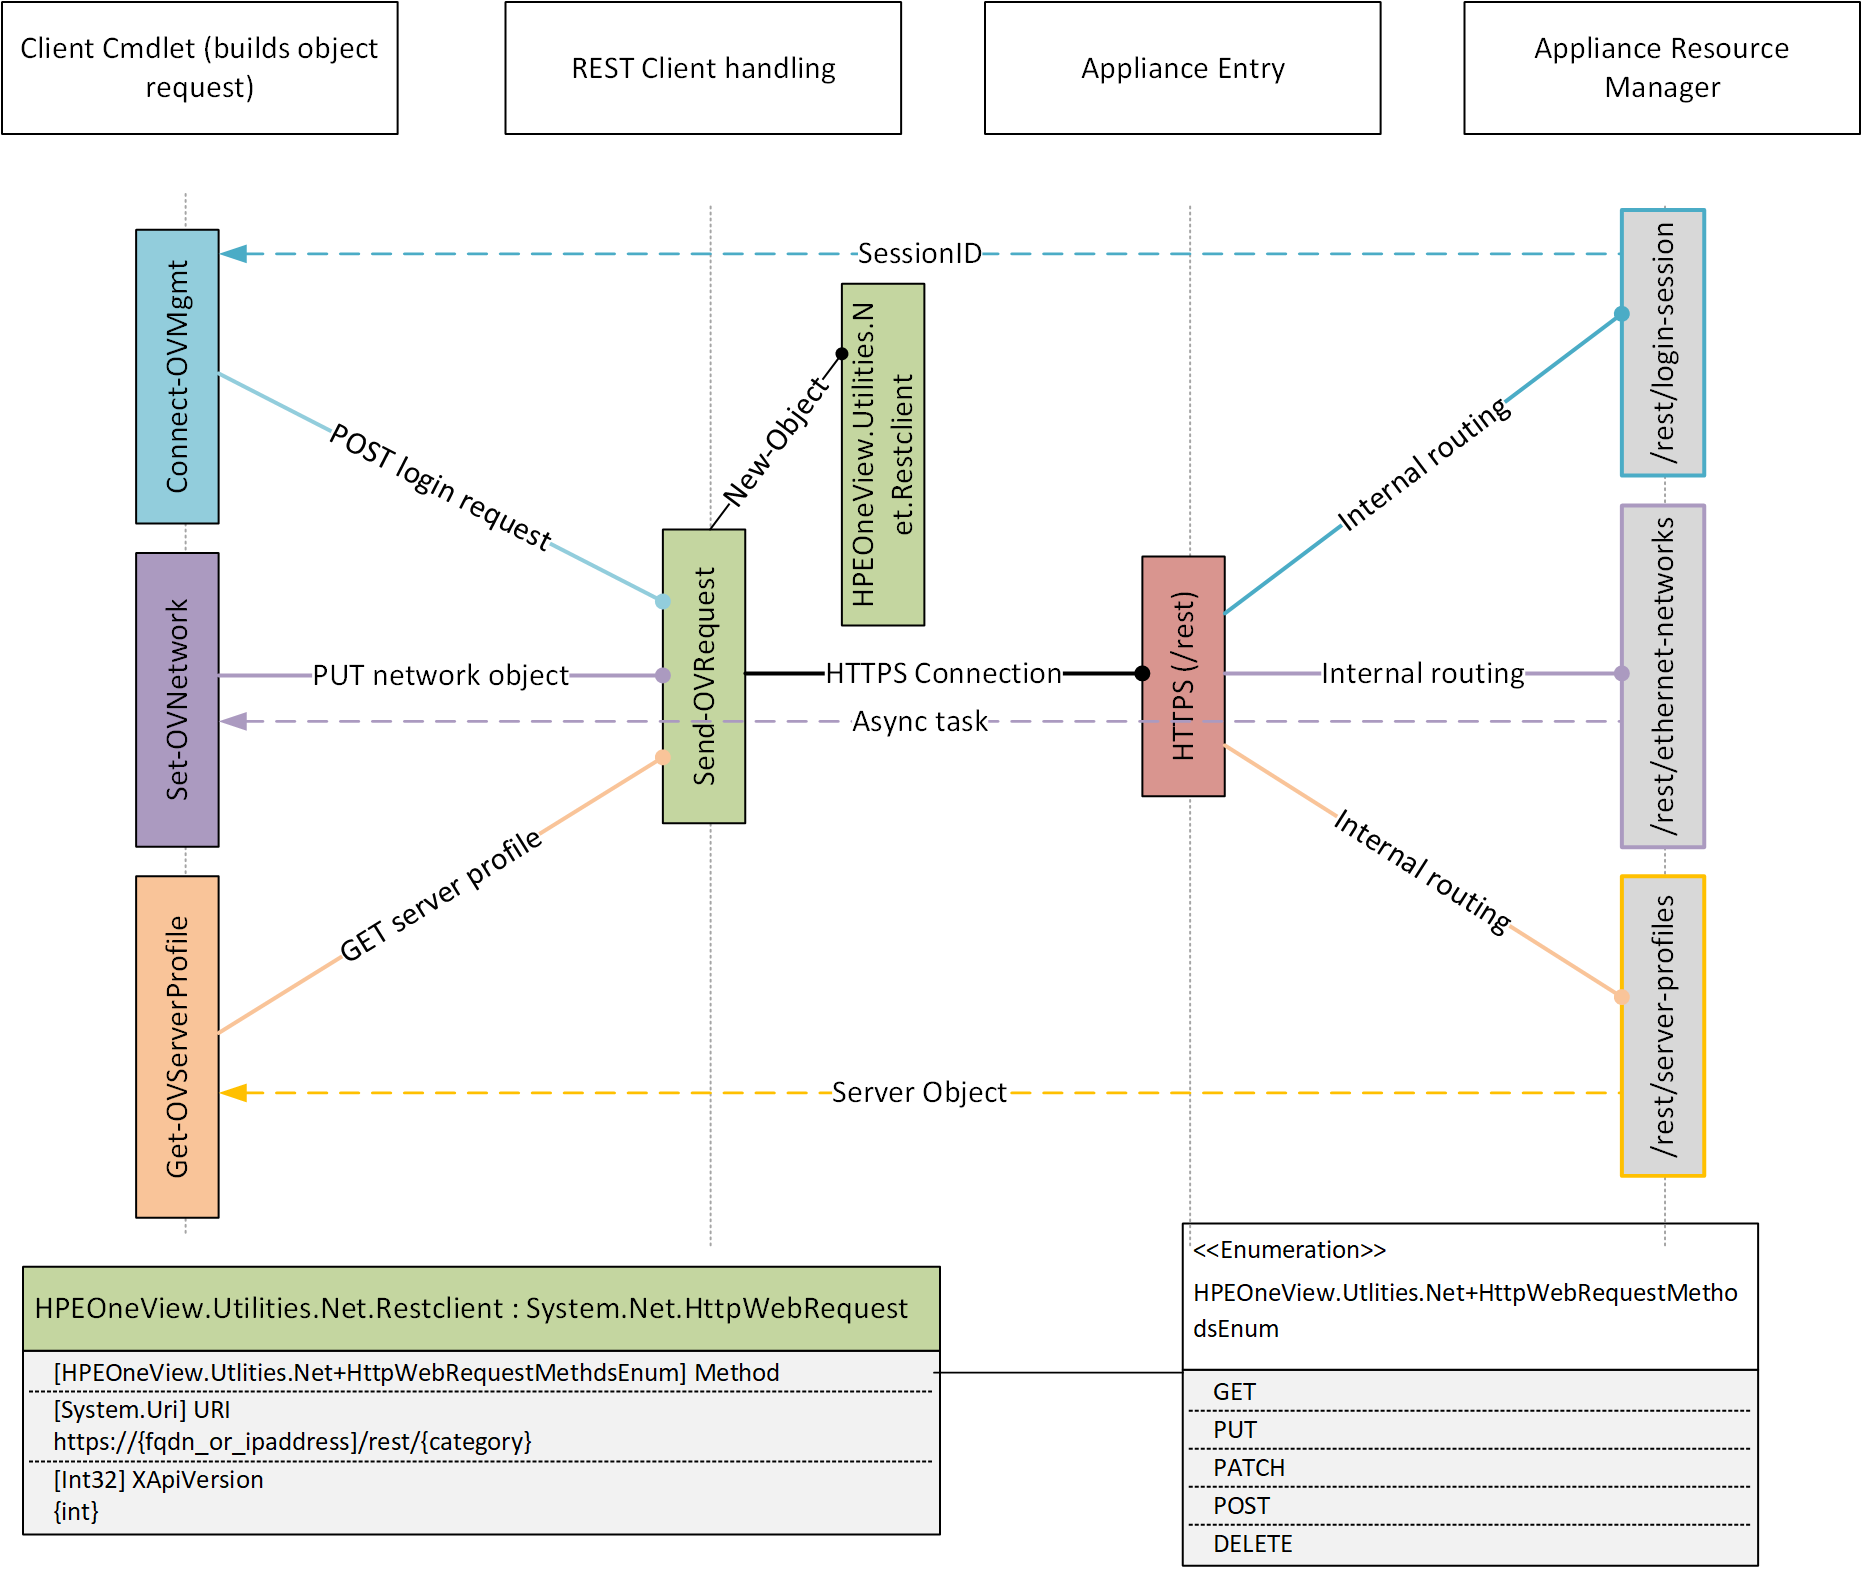 Client Cmdlet (builds object
request)
REST Client handling
Appliance Entry
Appliance Resource
Manager
Connect-OVMgmt
SessionID
/rest/login-session
HPEOneView.Utilities.N
et.Restclient
New-Object
POST login request
Internal routing
Set-OVNetwork
PUT network object
Send-OVRequest
HTTPS Connection
HTTPS (/rest)
Internal routing
/rest/ethernet-networks
Async task
GET server profile
Internal routing
Get-OVServerProfile
Server Object
/rest/server-profiles
HPEOneView.Utilities.Net.Restclient : System.Net.HttpWebRequest
[HPEOneView.Utlities.Net+HttpWebRequestMethdsEnum] Method
[System.Uri] URI
https://{fqdn_or_ipaddress]/rest/{category}
[Int32] XApiVersion
{int}
<<Enumeration>>
HPEOneView.Utlities.Net+HttpWebRequestMetho
dsEnum
GET
PUT
PATCH
POST
DELETE